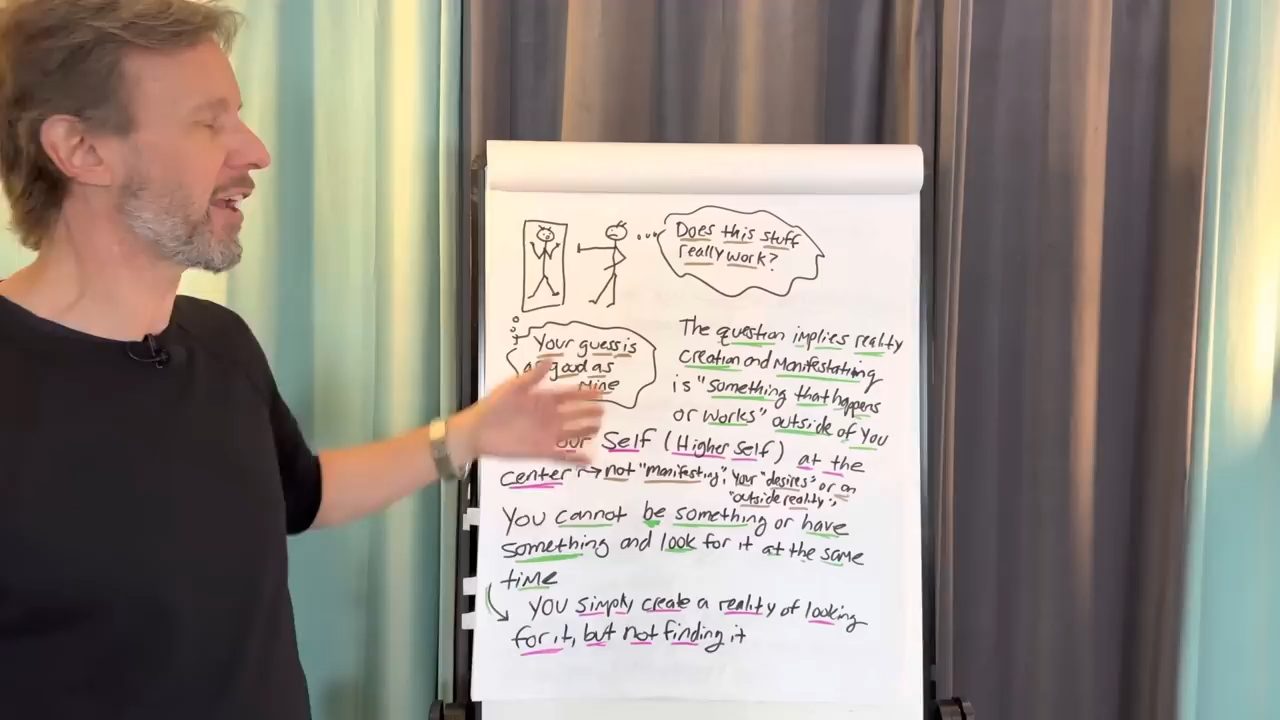 Does this stuff
really work?
Your guess is
as good as
Mine
The question implies reality
Creation and Manifestating
is "something that happens
or works" outside of you
Your Self (Higher Self) at the
center → not "manifesting", your "desires" or an
"outside reality".
You cannot be something or have
something and look for it at the same
time
You simply create a reality of looking
for it, but not finding it